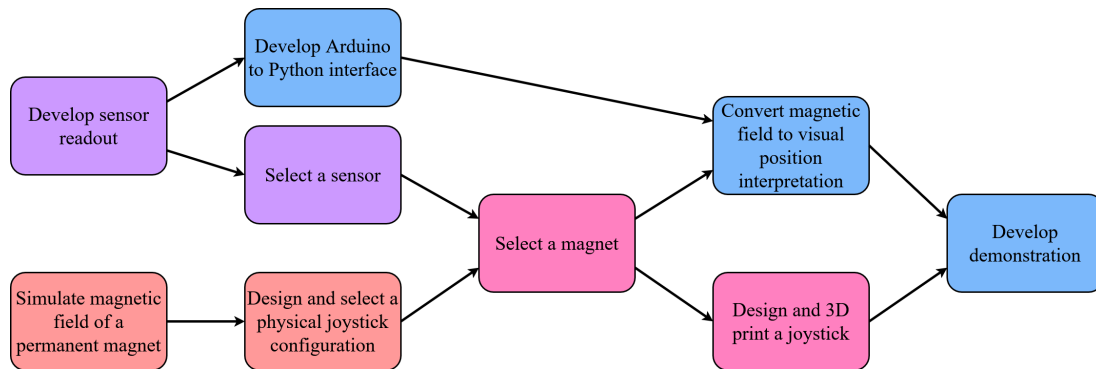 Develop sensor
readout
Develop Arduino
to Python interface
Select a sensor
Simulate magnetic
field of a
permanent magnet
Design and select a
physical joystick
configuration
Select a magnet
Convert magnetic
field to visual
position
interpretation
Design and 3D
print a joystick
Develop
demonstration